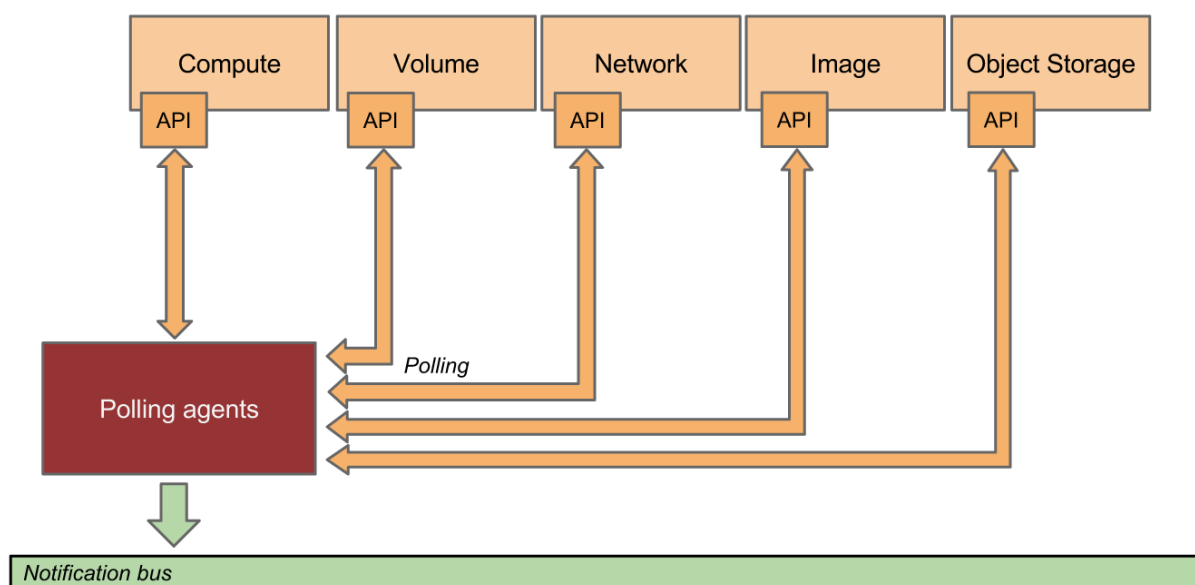 Compute
Volume
Network
Image
Object Storage
API
API
API
API
API
Polling
Polling agents
Notification bus